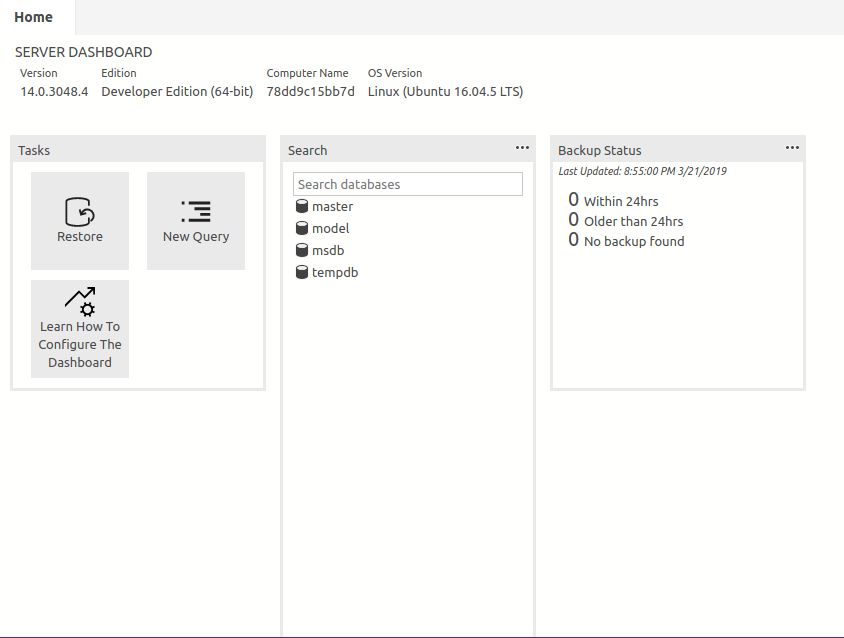 Home
SERVER DASHBOARD
Version Edition Computer Name OS Version
14.0.3048.4 Developer Edition (64-bit) 78dd9c15bb7d Linux (Ubuntu 16.04.5 LTS)
Tasks
Restore
New Query
Learn How To
Configure The
Dashboard
Search
Search databases
master
model
msdb
tempdb
Backup Status
Last Updated: 8:55:00 PM 3/21/2019
0 Within 24hrs
0 Older than 24hrs
0 No backup found